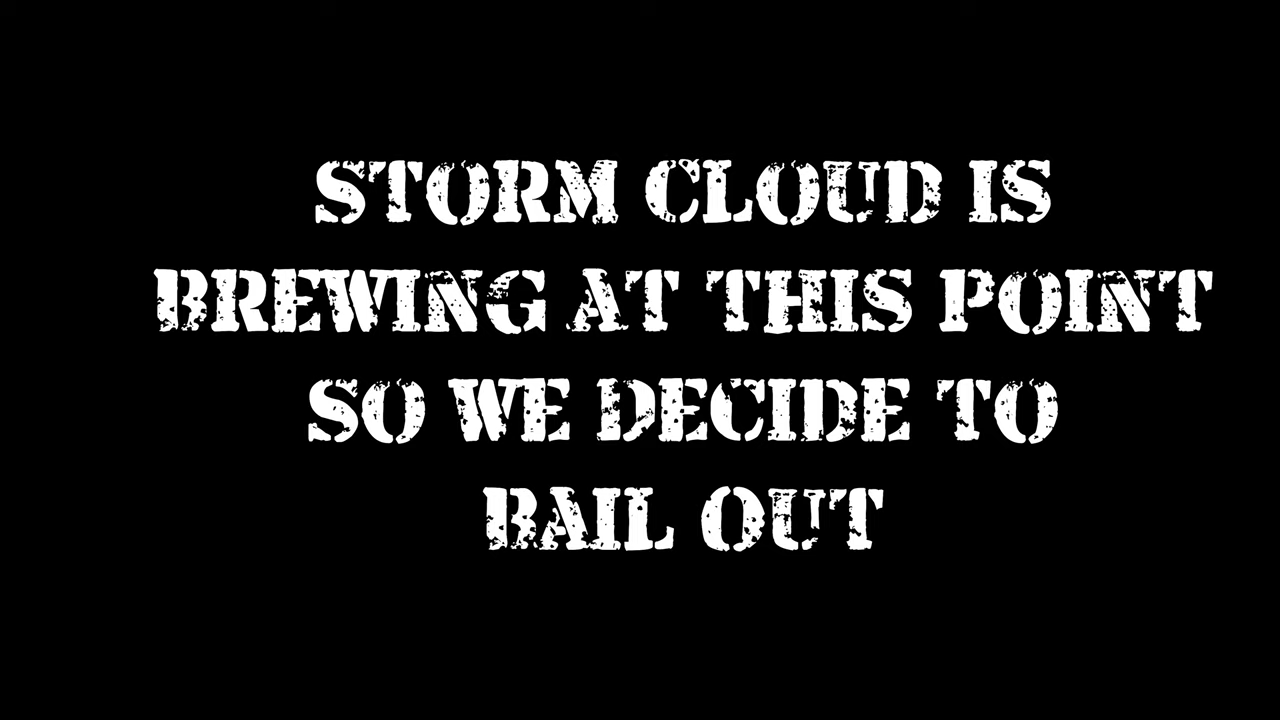 STORM CLOUD IS
BREWING AT THIS POINT
SO WE DECIDE TO
BAIL OUT